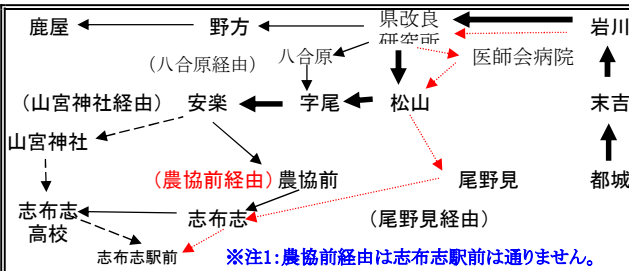 鹿屋 野方 県改良 岩川
研究所
(八合原経由) 八合原 医師会病院
(山宮神社経由) 安楽 字尾 松山 末吉
山宮神社
(農協前経由) 農協前 尾野見 都城
志布志 志布志 (尾野見経由)
高校
志布志駅前 ※注1:農協前経由は志布志駅前は通りません。